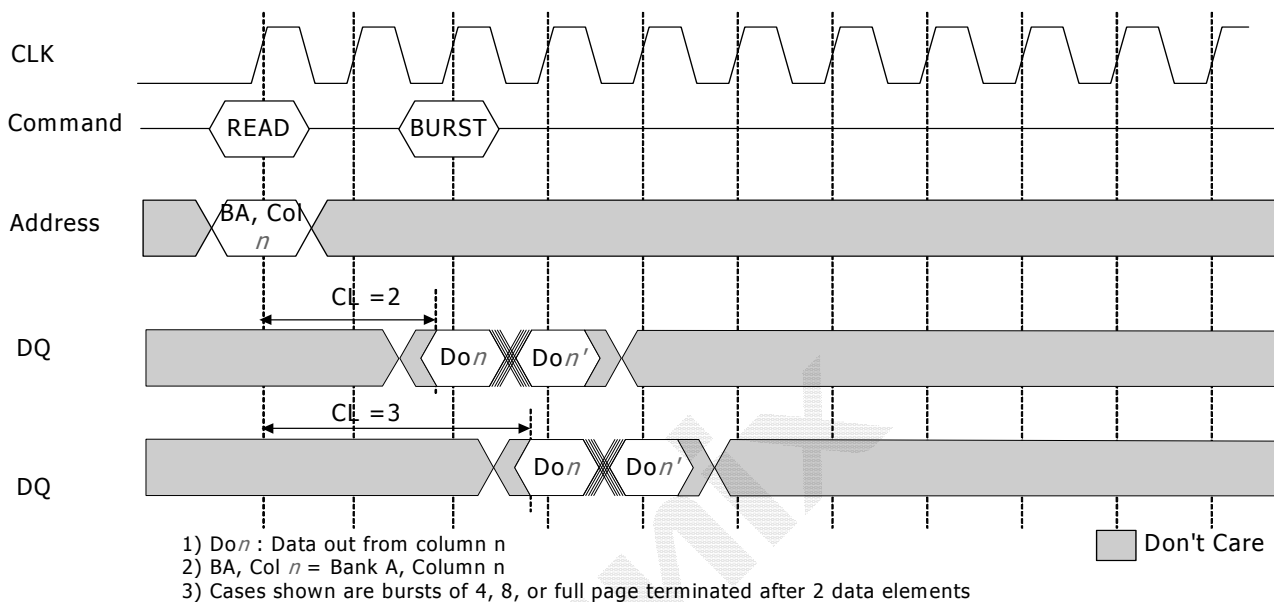 CLK
Command
READ
BURST
Address
BA, Col
n
CL =2
DQ
Don
Don'
CL =3
DQ
Don
Don'
1) Don : Data out from column n
2) BA, Col n = Bank A, Column n
3) Cases shown are bursts of 4, 8, or full page terminated after 2 data elements
Don't Care